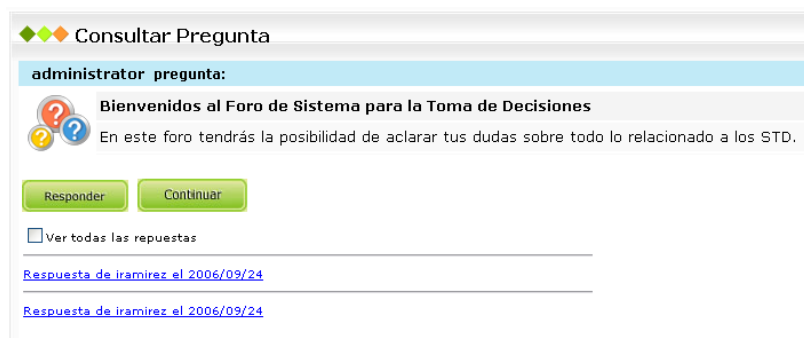 Consultar Pregunta
administrator pregunta:
Bienvenidos al Foro de Sistema para la Toma de Decisiones
En este foro tendrás la posibilidad de aclarar tus dudas sobre todo lo relacionado a los STD.
Responder Continuar
Ver todas las repuestas
Respuesta de iramirez el 2006/09/24
Respuesta de iramirez el 2006/09/24